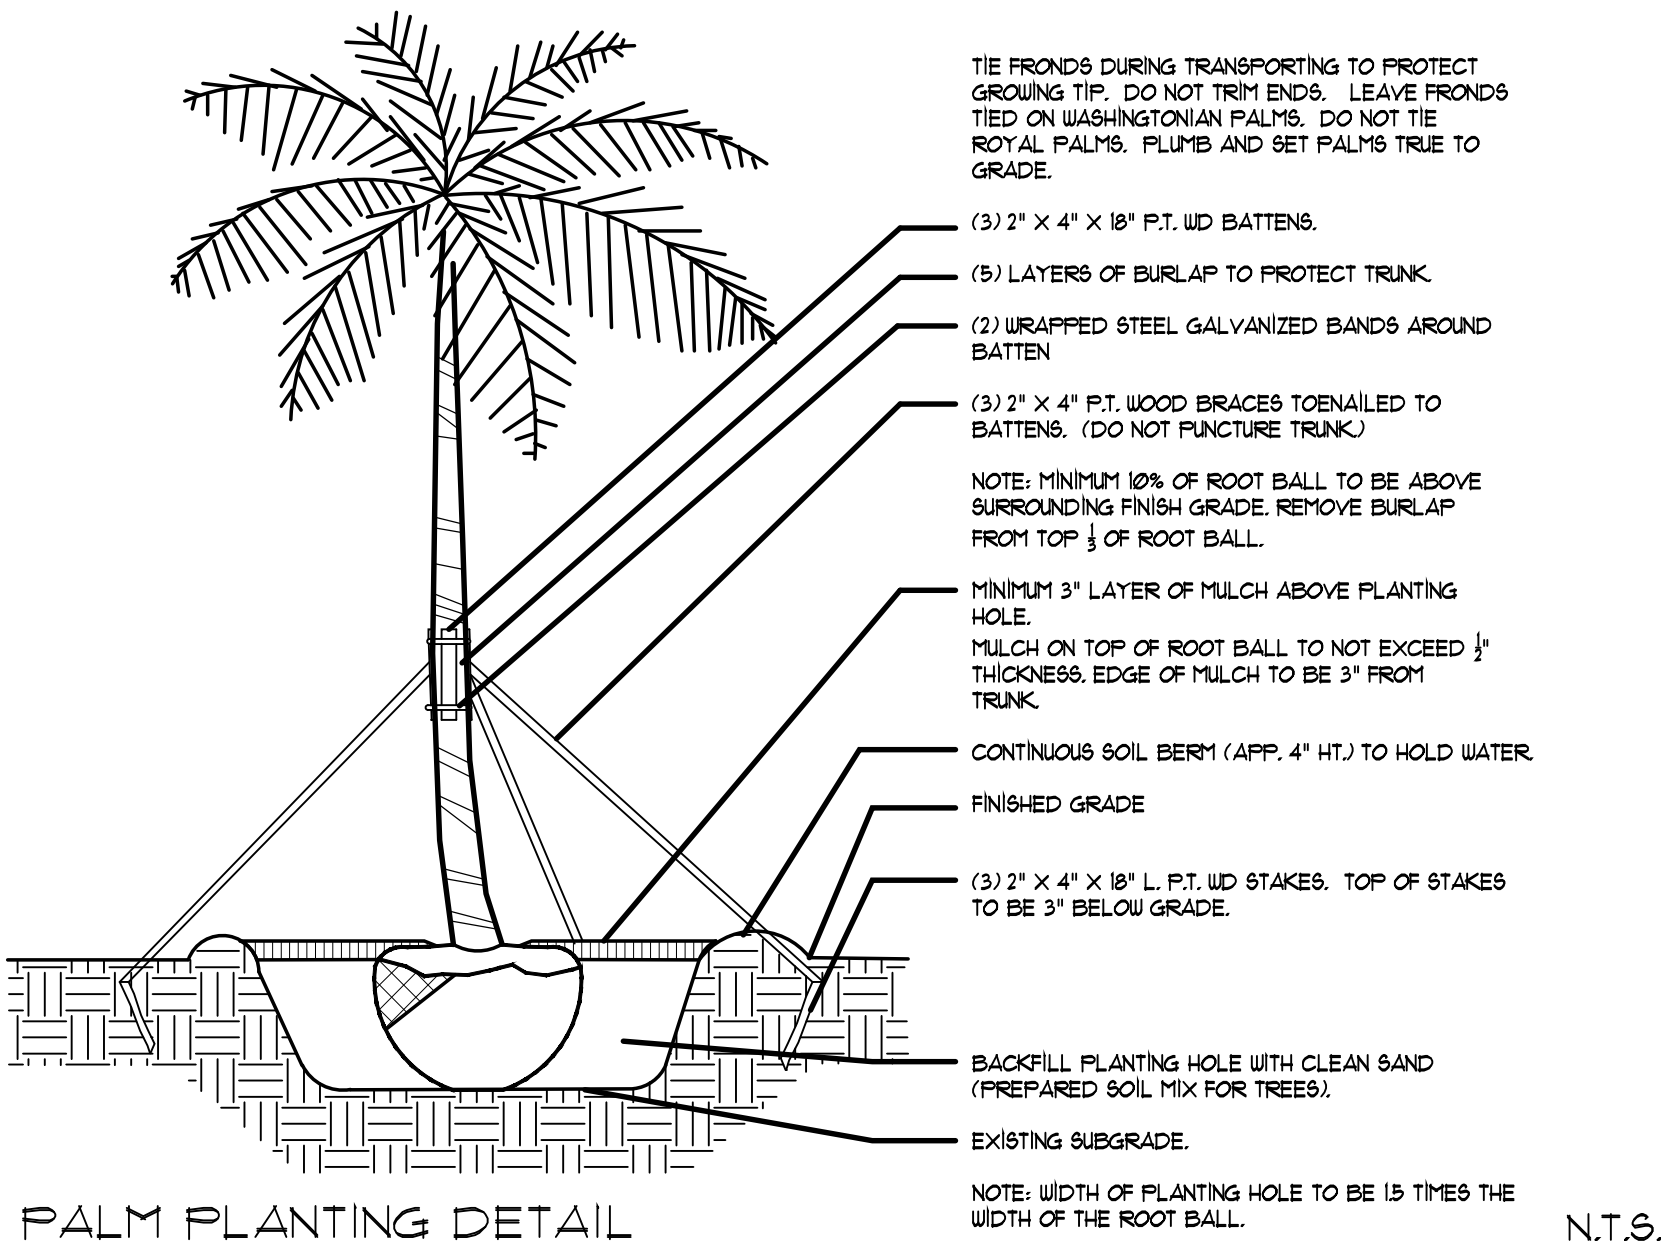 TIE FRONDS DURING TRANSPORTING TO PROTECT
GROWING TIP. DO NOT TRIM ENDS. LEAVE FRONDS
TIED ON WASHINGTONIAN PALMS. DO NOT TIE
ROYAL PALMS. PLUMB AND SET PALMS TRUE TO
GRADE.
(3) 2" X 4" X 18" P.T. WD BATTENS.
(5) LAYERS OF BURLAP TO PROTECT TRUNK.
(2) WRAPPED STEEL GALVANIZED BANDS AROUND
BATTEN
(3) 2" X 4" P.T. WOOD BRACES TOENAILED TO
BATTENS. (DO NOT PUNCTURE TRUNK.)
NOTE: MINIMUM 10% OF ROOT BALL TO BE ABOVE
SURROUNDING FINISH GRADE. REMOVE BURLAP
FROM TOP 1/3 OF ROOT BALL.
MINIMUM 3" LAYER OF MULCH ABOVE PLANTING
HOLE.
MULCH ON TOP OF ROOT BALL TO NOT EXCEED 1/2"
THICKNESS. EDGE OF MULCH TO BE 3" FROM
TRUNK.
CONTINUOUS SOIL BERM (APP. 4" HT.) TO HOLD WATER.
FINISHED GRADE
(3) 2" X 4" X 18" L. P.T. WD STAKES. TOP OF STAKES
TO BE 3" BELOW GRADE.
BACKFILL PLANTING HOLE WITH CLEAN SAND
(PREPARED SOIL MIX FOR TREES).
EXISTING SUBGRADE.
NOTE: WIDTH OF PLANTING HOLE TO BE 1.5 TIMES THE
WIDTH OF THE ROOT BALL.
PALM PLANTING DETAIL
N.T.S.